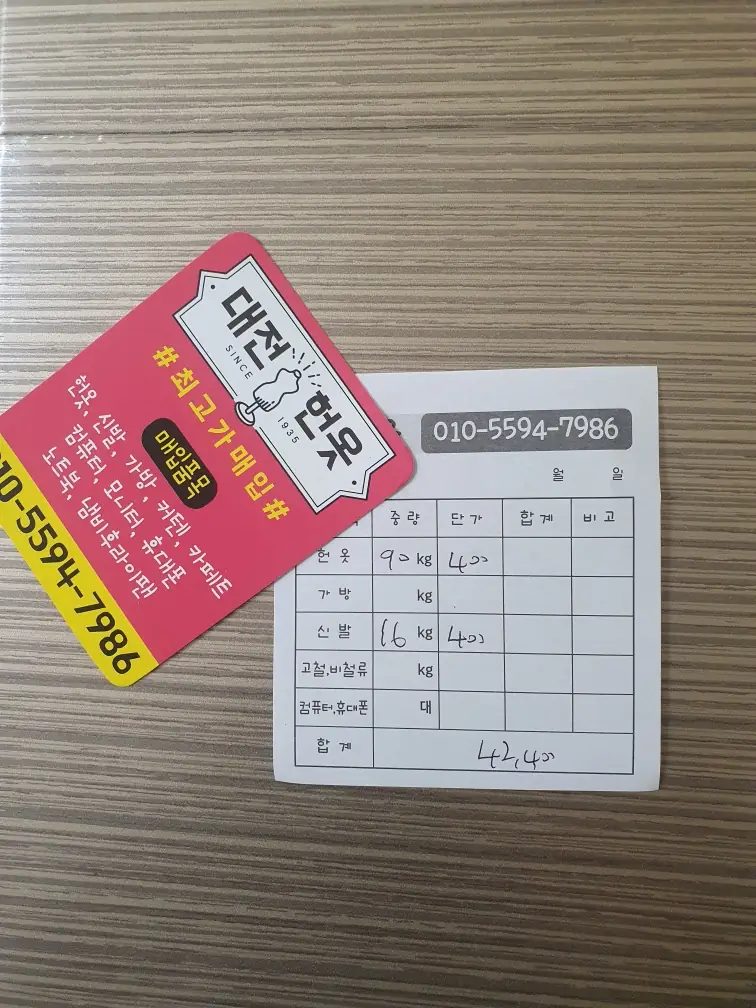 대전
헌옷
SINCE
1935
#최고가매입#
매입품목
헌옷, 신발, 가방, 커텐, 카페트
컴퓨터, 모니터, 휴대폰
노트북, 냄비후라이팬
010-5594-7986
010-5594-7986
월 일
중량 단가 합계 비고
헌옷 90 kg 400
가방 kg
신발 16 kg 400
고철,비철류 kg
컴퓨터,휴대폰 대
합계 42,400